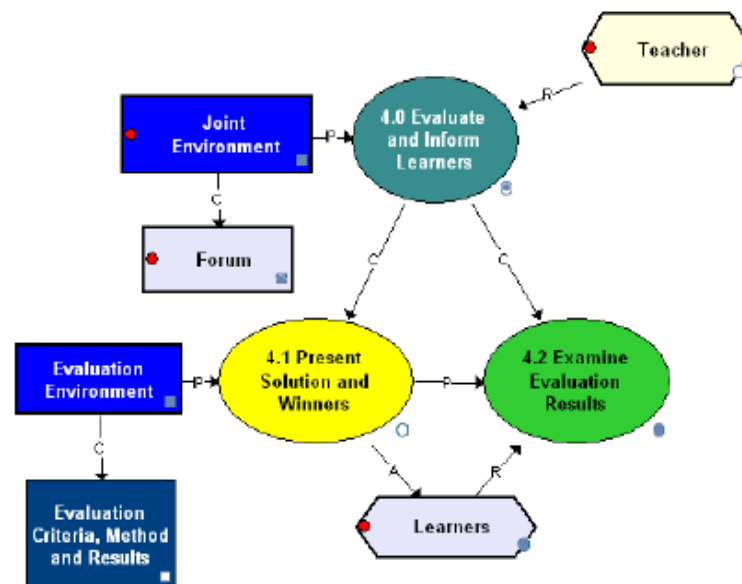 Teacher
R
Joint
Environment
P
4.0 Evaluate
and Inform
Learners
C
Forum
C
C
Evaluation
Environment
P
4.1 Present
Solution and
Winners
P
4.2 Examine
Evaluation
Results
C
A
R
Evaluation
Criteria, Method
and Results
Learners